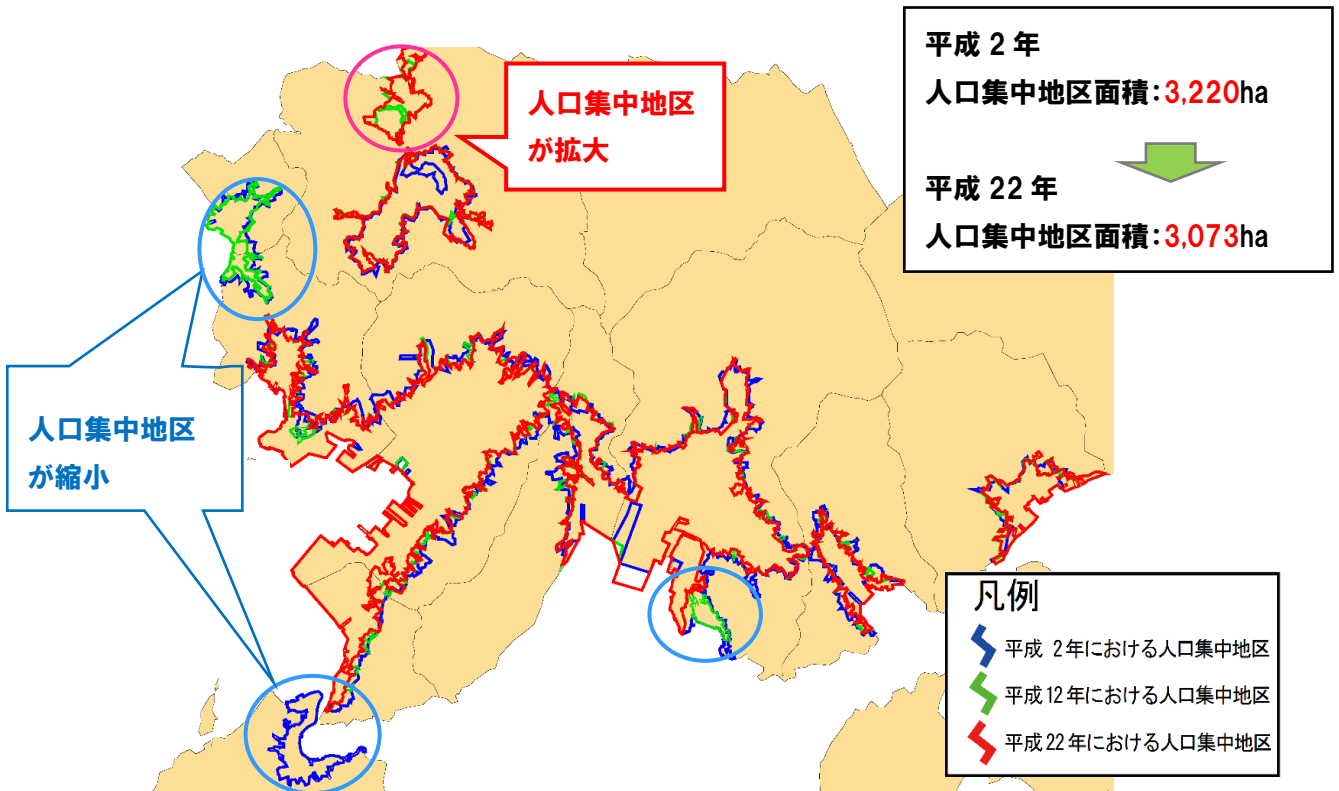 平成 2 年
人口集中地区面積：3,220ha
平成 22 年
人口集中地区面積：3,073ha
人口集中地区
が拡大
人口集中地区
が縮小
凡例
平成 2年における人口集中地区
平成12年における人口集中地区
平成22年における人口集中地区